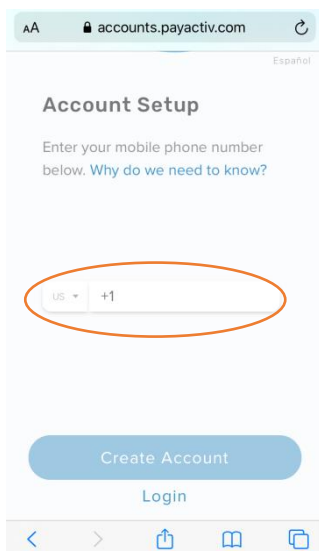 AA accounts.payactiv.com
Español
Account Setup
Enter your mobile phone number
below. Why do we need to know?
US +1
Create Account
Login